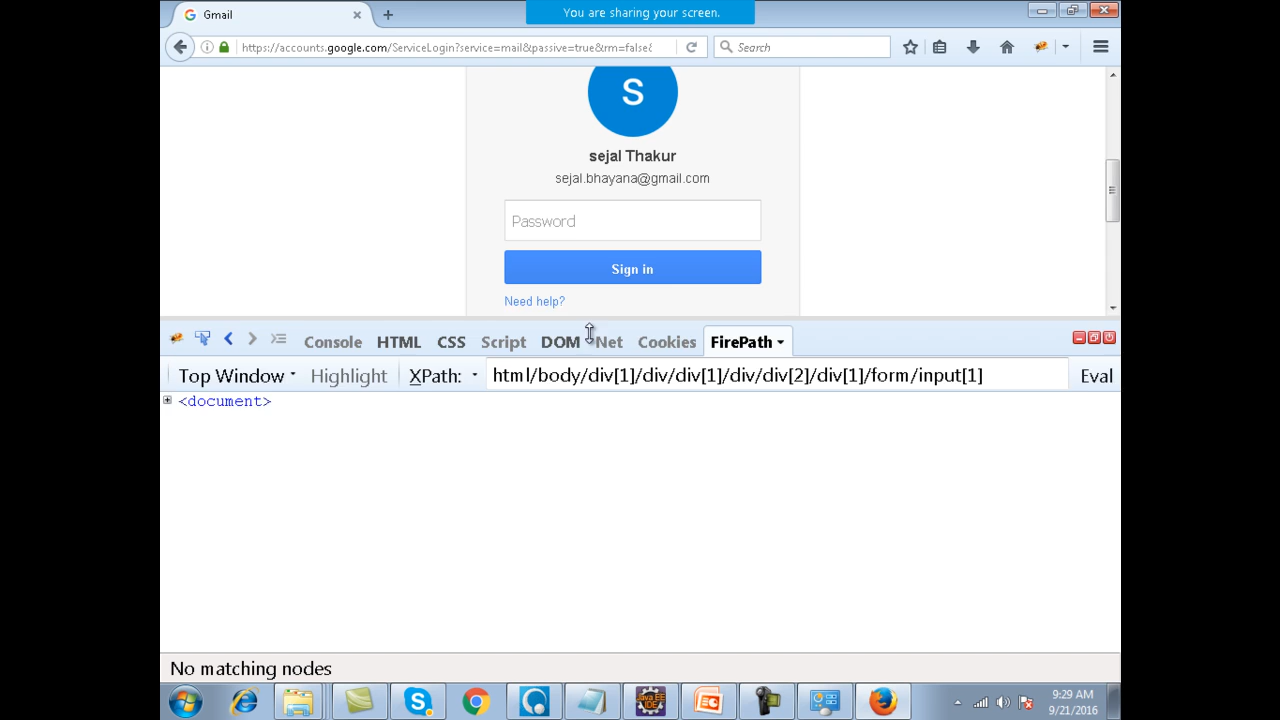 Gmail
You are sharing your screen.
https://accounts.google.com/ServiceLogin?service=mail&passive=true&rm=false&
Search
S
sejal Thakur
sejal.bhayana@gmail.com
Password
Sign in
Need help?
Console HTML CSS Script DOM Net Cookies FirePath
Top Window Highlight XPath: html/body/div[1]/div/div[1]/div/div[2]/div[1]/form/input[1] Eval
<document>
No matching nodes
9:29 AM
9/21/2016